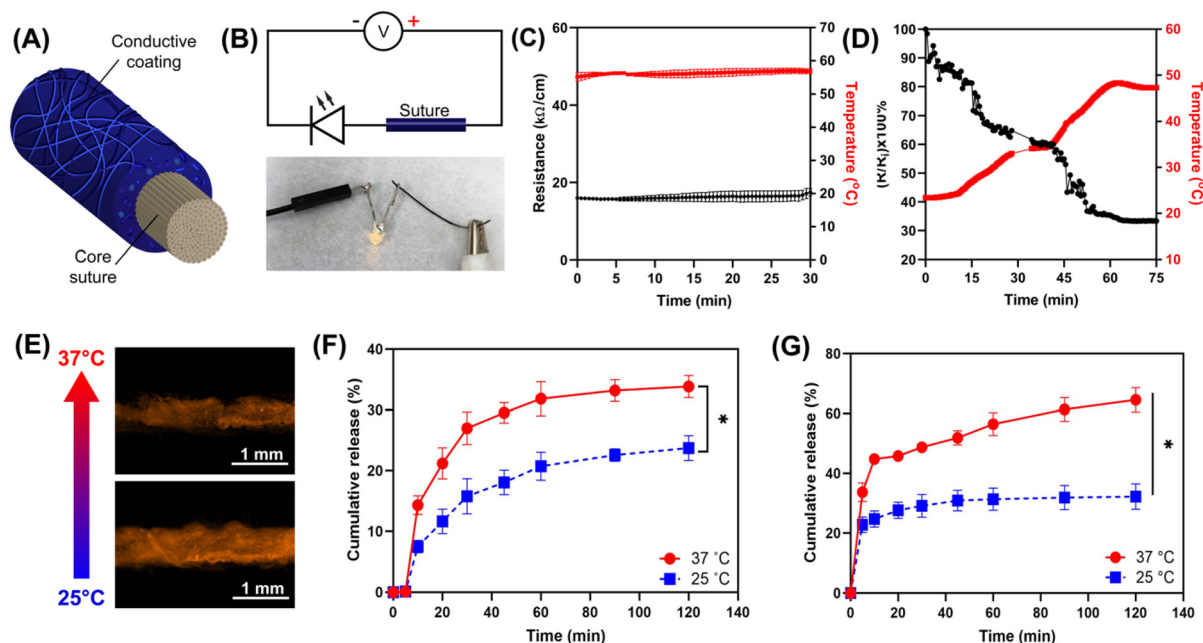 (A)
Conductive
coating
Core
suture
(B)
- V +
Suture
(C)
Resistance (kΩ/cm)
60
40
20
0
0 5 10 15 20 25 30
Time (min)
70
60
50
40
30
20
10
0
Temperature (°C)
(D)
100
90
80
70
60
50
40
30
20
0 15 30 45 60 75
Time (min)
60
50
40
30
20
10
Temperature (°C)
(E)
37°C
25°C
1 mm
1 mm
(F)
Cumulative release (%)
40
30
20
10
0
0 20 40 60 80 100 120 140
Time (min)
*
37 °C
25 °C
(G)
Cumulative release (%)
80
60
40
20
0
0 20 40 60 80 100 120 140
Time (min)
*
37 °C
25 °C